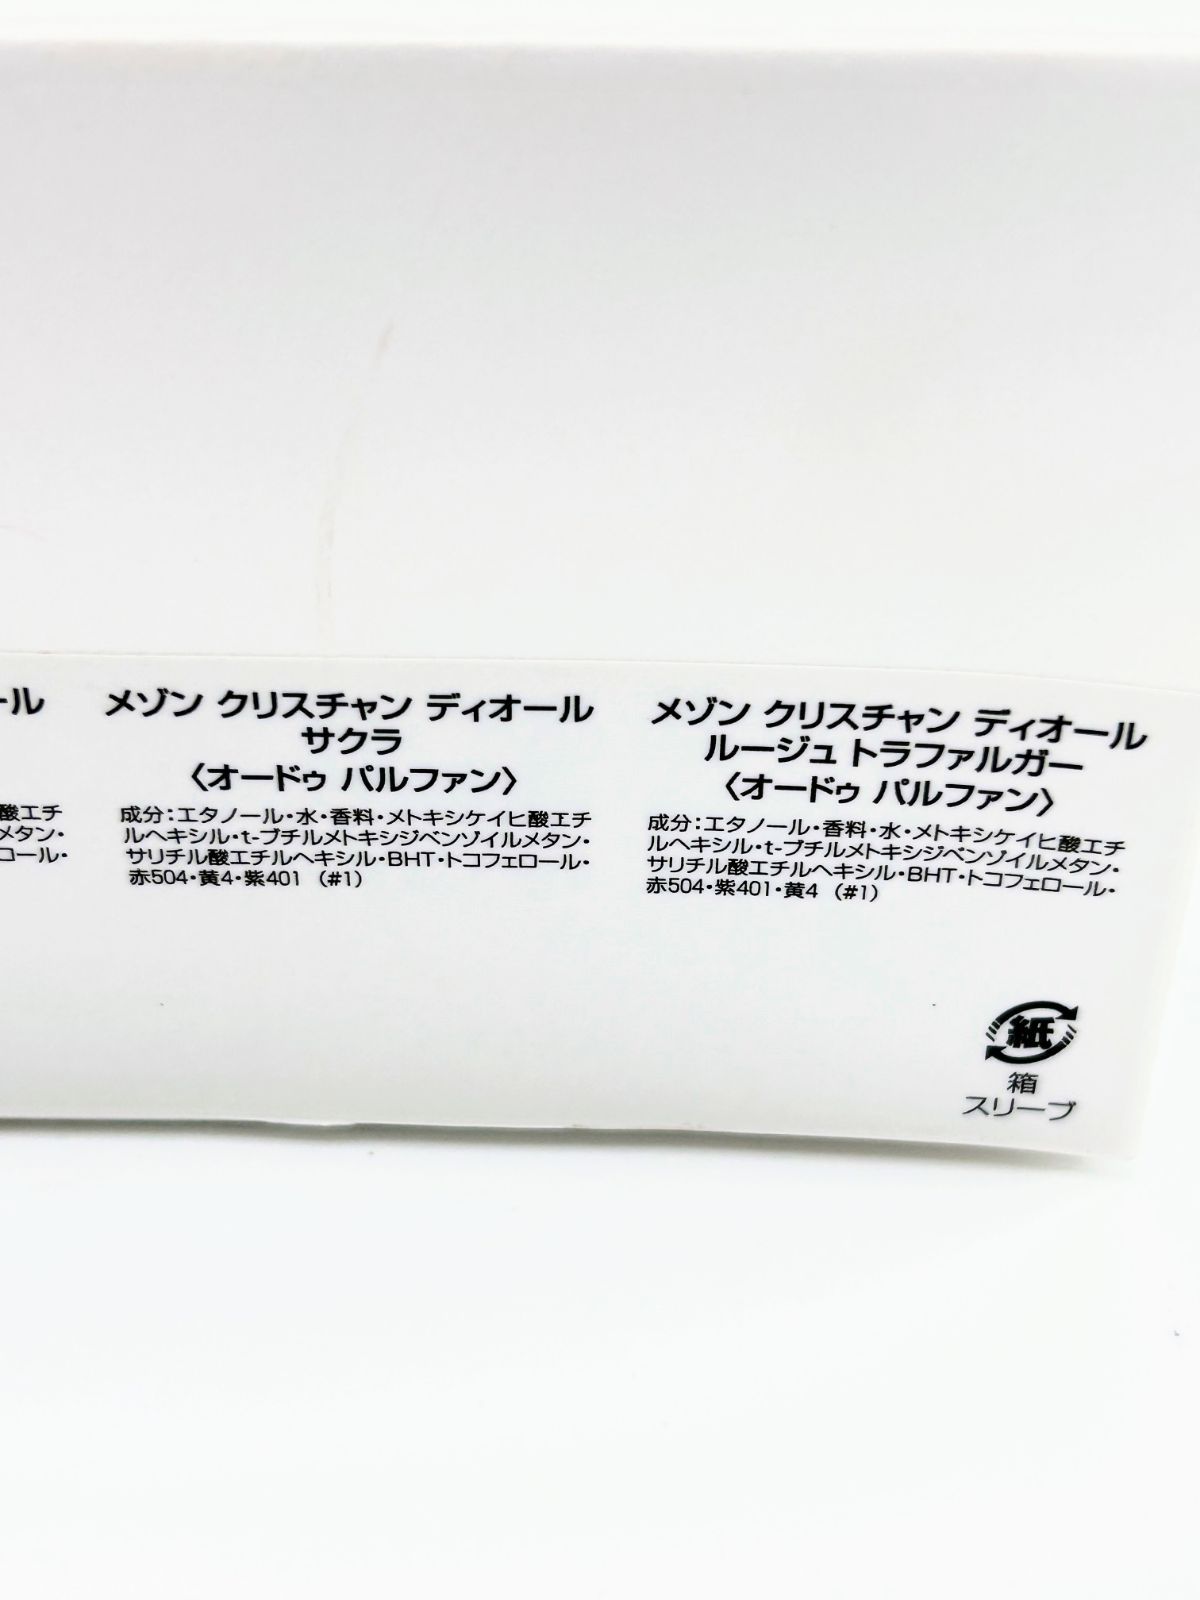 ール
酸エチ
メタン・
コール・
メゾン クリスチャン ディオール
サクラ
〈オードゥ パルファン〉
成分：エタノール・水・香料・メトキシケイヒ酸エチ
ルヘキシル・t-ブチルメトキシジベンゾイルメタン・
サリチル酸エチルヘキシル・BHT・トコフェロール・
赤504・黄4・紫401 (#1)
メゾン クリスチャン ディオール
ルージュ トラファルガー
〈オードゥ パルファン〉
成分：エタノール・香料・水・メトキシケイヒ酸エチ
ルヘキシル・t-ブチルメトキシジベンゾイルメタン・
サリチル酸エチルヘキシル・BHT・トコフェロール・
赤504・紫401・黄4 (#1)
紙
箱
スリーブ